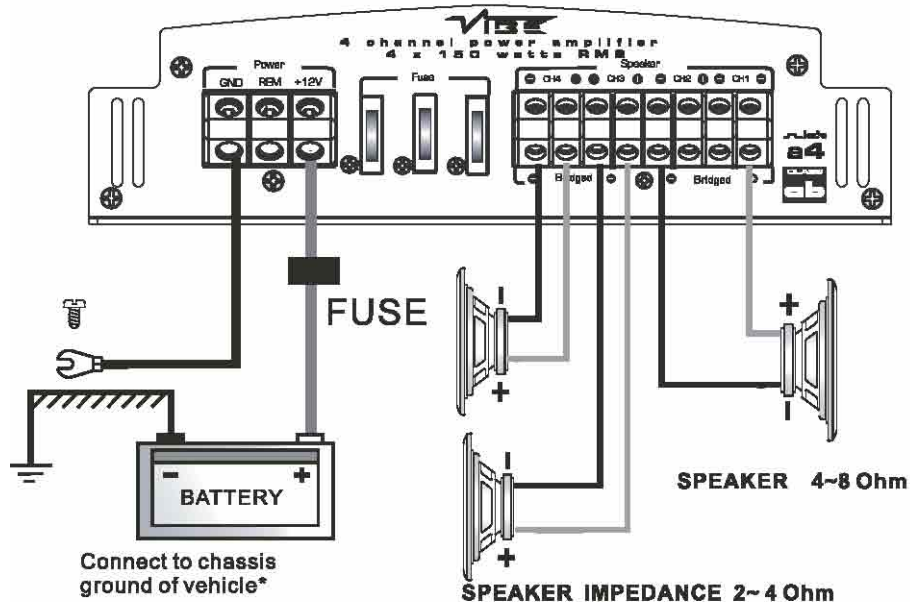 VIBE
4 channel power amplifier
4 x 150 watts RMS
Power
GND REM +12V
Fuse
Speaker
CH4 CH3 CH2 CH1
Bridged Bridged
slick
a4
FUSE
- +
BATTERY
Connect to chassis
ground of vehicle*
-
+
-
+
+
-
SPEAKER 4~8 Ohm
SPEAKER IMPEDANCE 2~4 Ohm